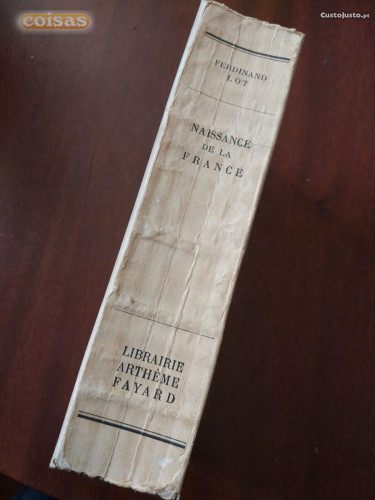 coisas
CustoJusto.pt
FERDINAND
LOT
NAISSANCE
DE LA
FRANCE
LIBRAIRIE
ARTHÈME
FAYARD